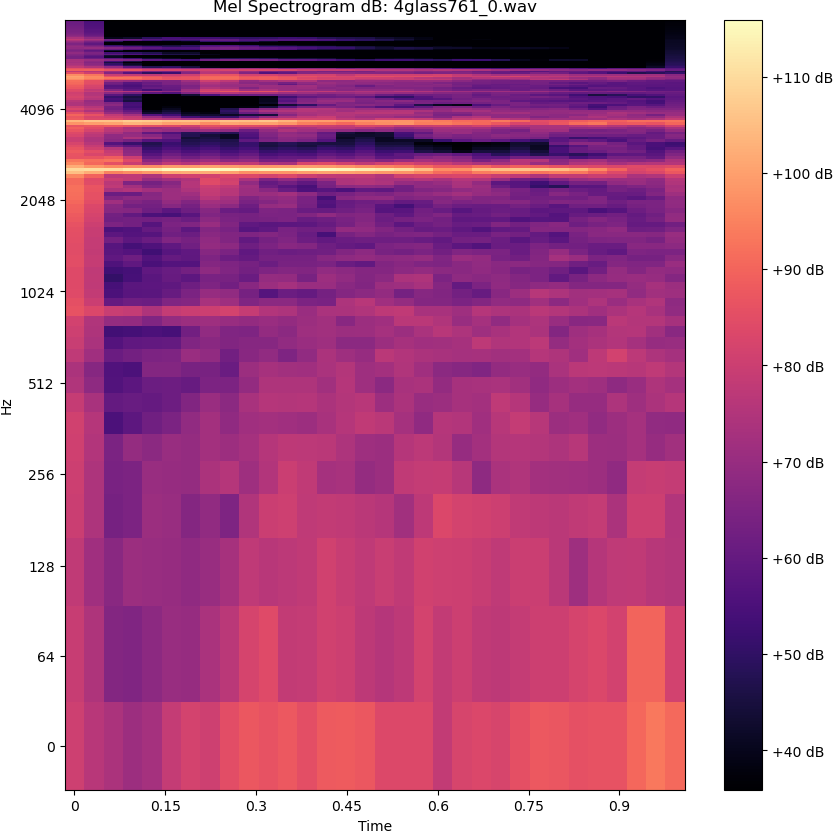 Mel Spectrogram dB: 4glass761_0.wav
+110 dB
4096
+100 dB
2048
+90 dB
1024
+80 dB
512
Hz
+70 dB
256
+60 dB
128
64
+50 dB
0
+40 dB
0 0.15 0.3 0.45 0.6 0.75 0.9
Time